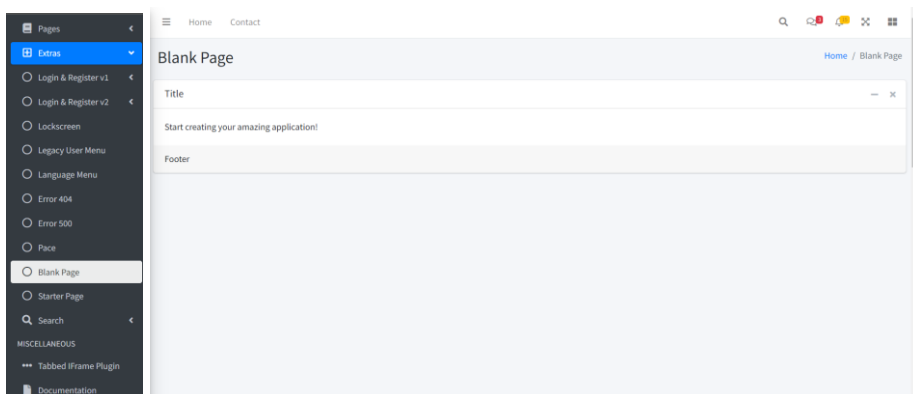 Pages
Extras
Login & Register v1
Login & Register v2
Lockscreen
Legacy User Menu
Language Menu
Error 404
Error 500
Pace
Blank Page
Starter Page
Search
MISCELLANEOUS
Tabbed IFrame Plugin
Documentation
Home Contact
Blank Page
Home / Blank Page
Title
Start creating your amazing application!
Footer